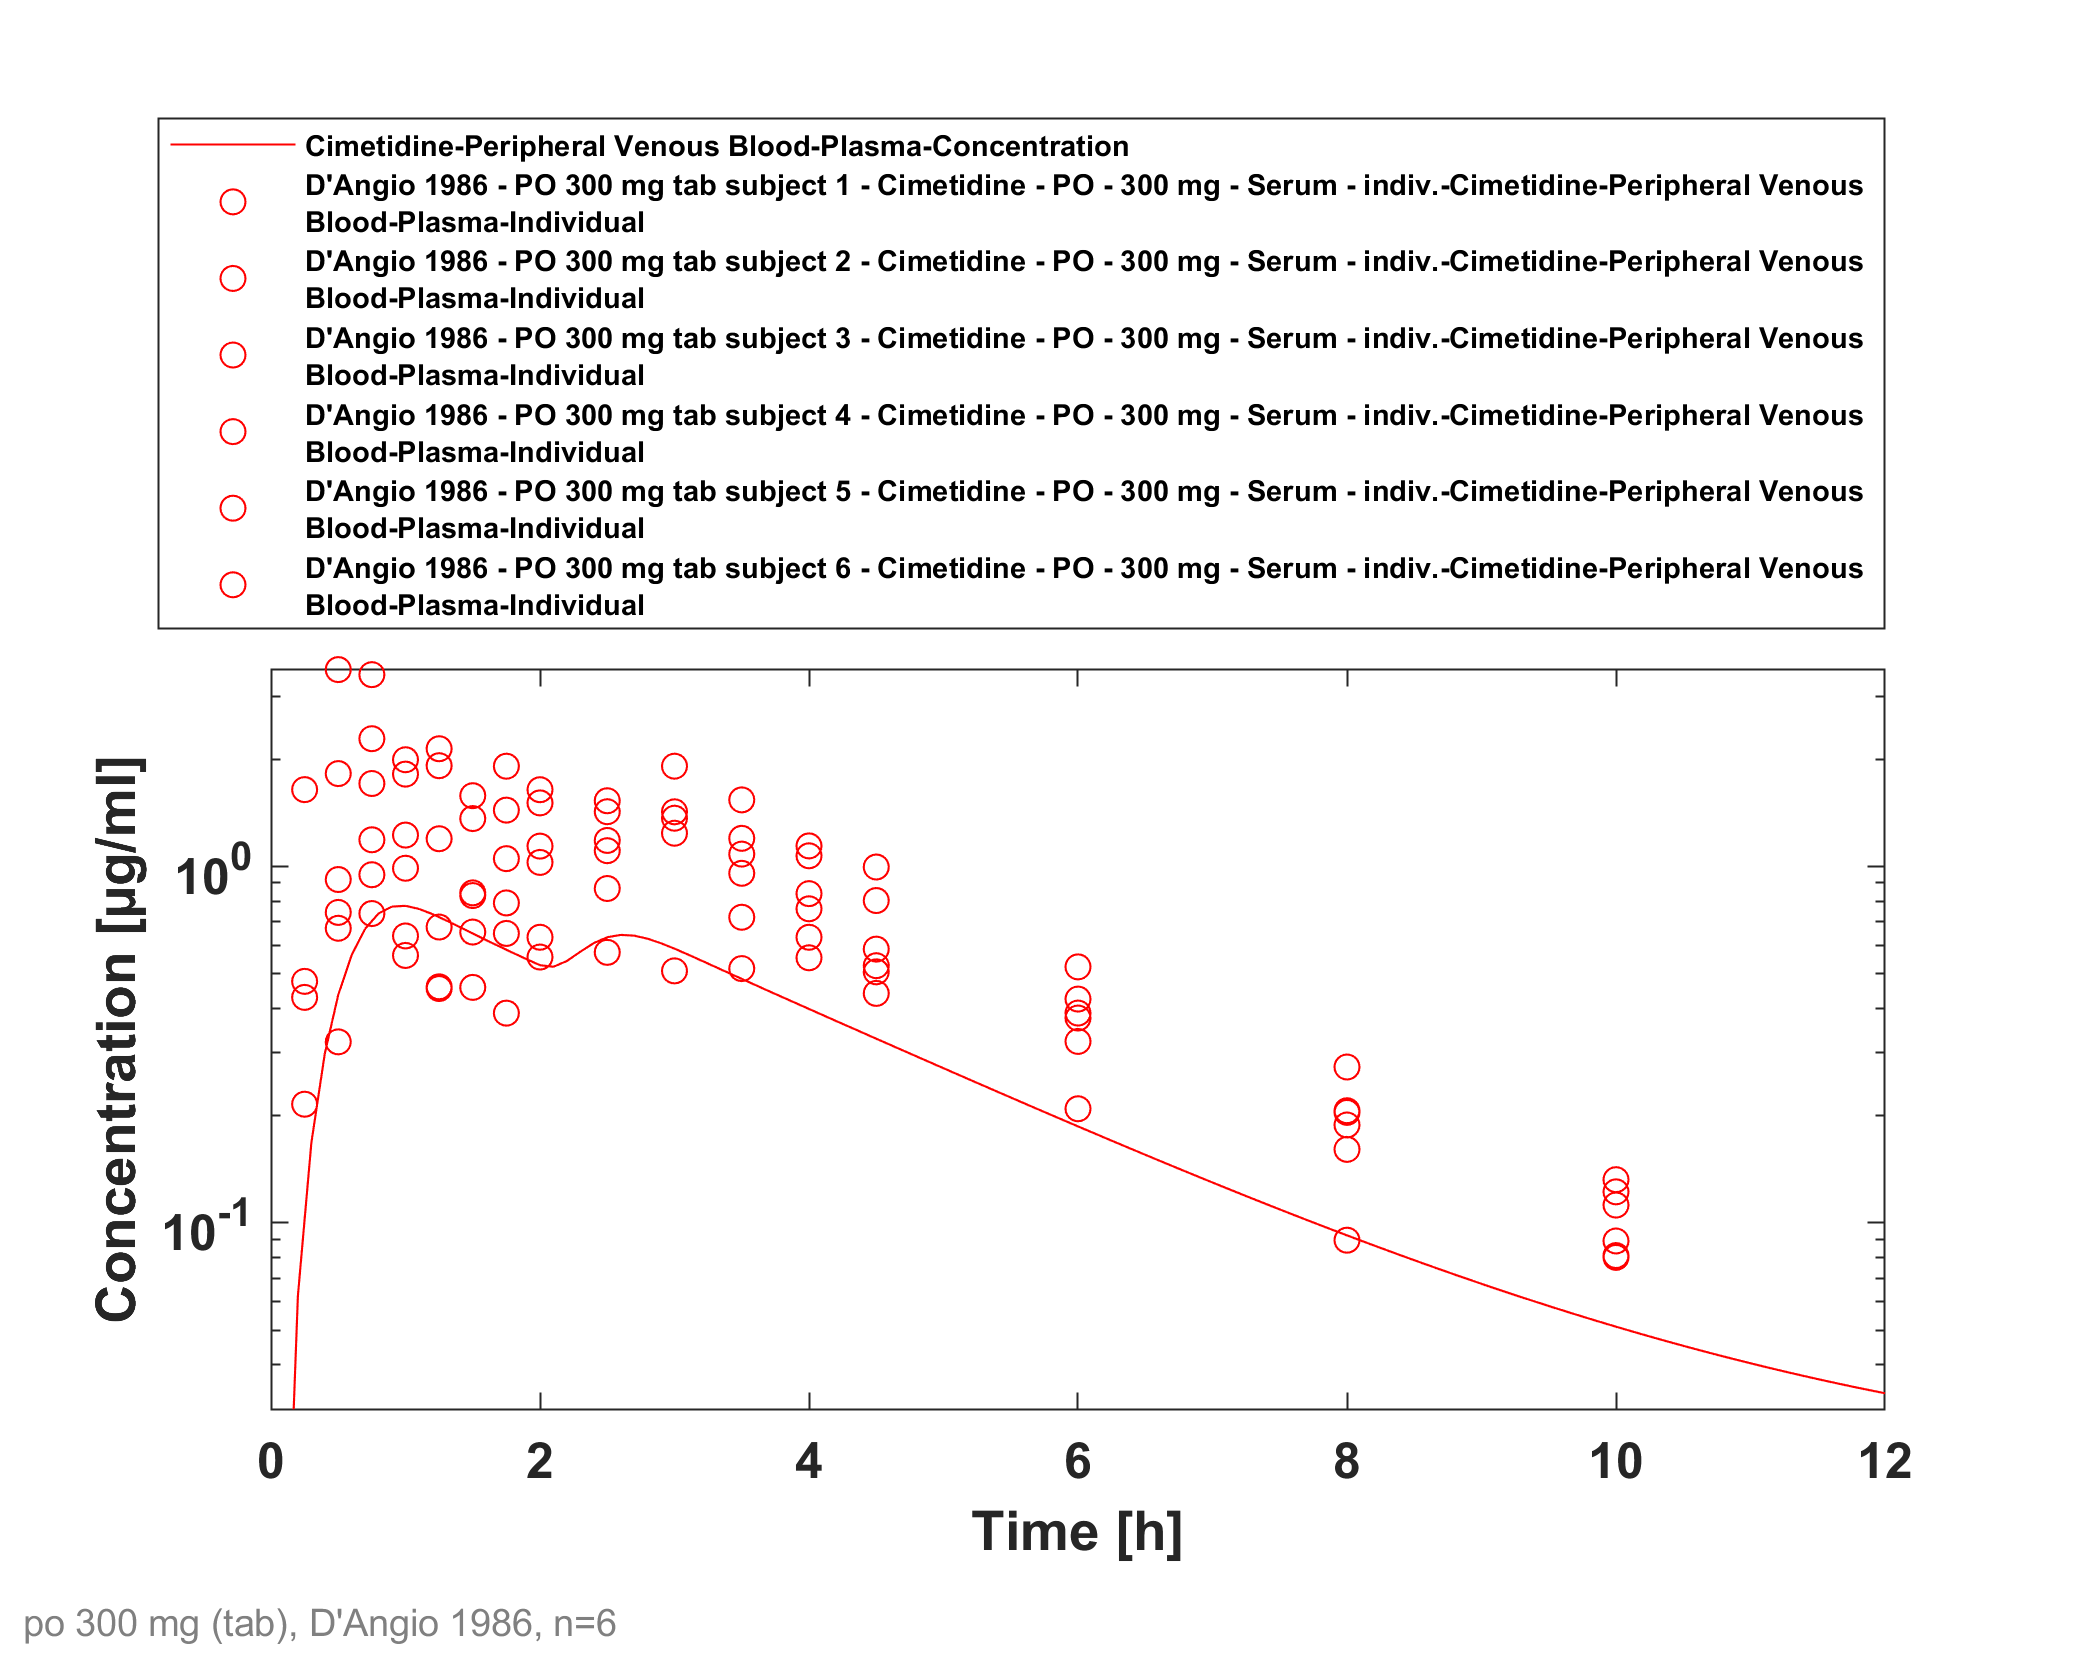 Cimetidine-Peripheral Venous Blood-Plasma-Concentration
D'Angio 1986 - PO 300 mg tab subject 1 - Cimetidine - PO - 300 mg - Serum - indiv.-Cimetidine-Peripheral Venous
Blood-Plasma-Individual
D'Angio 1986 - PO 300 mg tab subject 2 - Cimetidine - PO - 300 mg - Serum - indiv.-Cimetidine-Peripheral Venous
Blood-Plasma-Individual
D'Angio 1986 - PO 300 mg tab subject 3 - Cimetidine - PO - 300 mg - Serum - indiv.-Cimetidine-Peripheral Venous
Blood-Plasma-Individual
D'Angio 1986 - PO 300 mg tab subject 4 - Cimetidine - PO - 300 mg - Serum - indiv.-Cimetidine-Peripheral Venous
Blood-Plasma-Individual
D'Angio 1986 - PO 300 mg tab subject 5 - Cimetidine - PO - 300 mg - Serum - indiv.-Cimetidine-Peripheral Venous
Blood-Plasma-Individual
D'Angio 1986 - PO 300 mg tab subject 6 - Cimetidine - PO - 300 mg - Serum - indiv.-Cimetidine-Peripheral Venous
Blood-Plasma-Individual
Concentration [µg/ml]
10^0
10^-1
0 2 4 6 8 10 12
Time [h]
po 300 mg (tab), D'Angio 1986, n=6